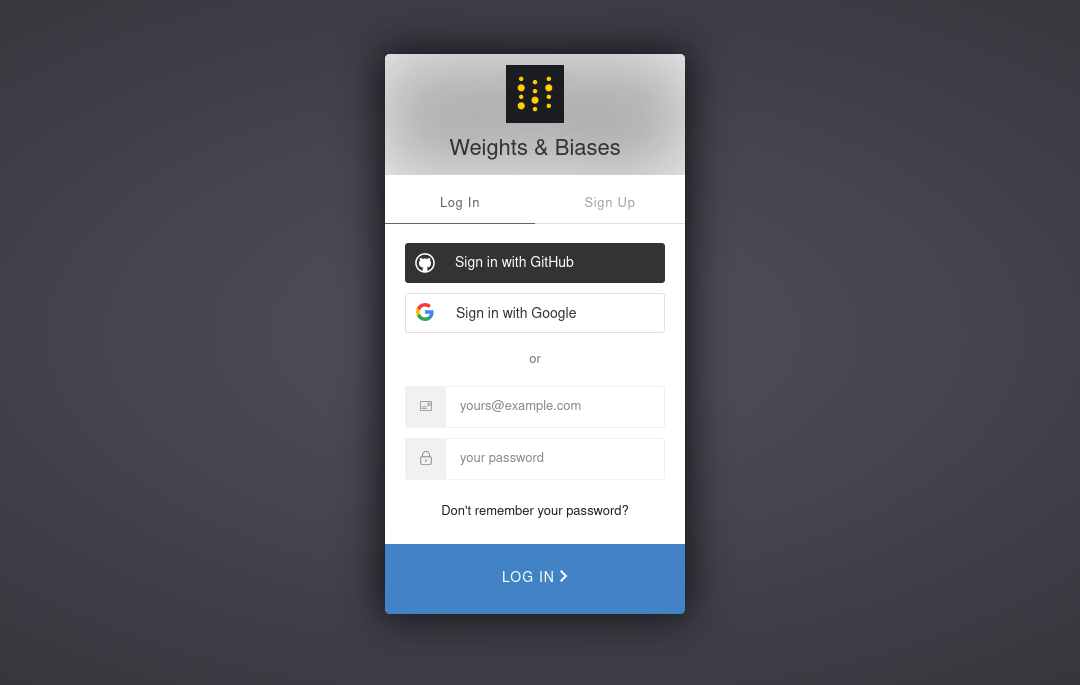 Weights & Biases
Log In
Sign Up
Sign in with GitHub
Sign in with Google
or
yours@example.com
your password
Don't remember your password?
LOG IN